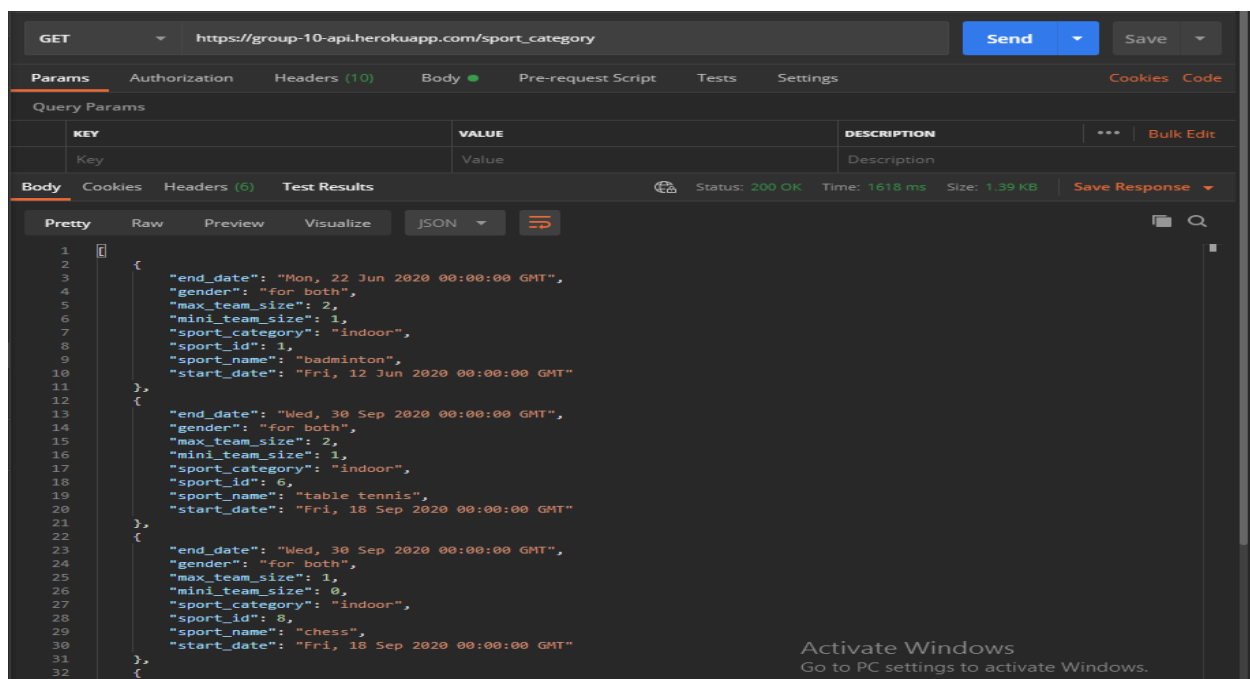 GET https://group-10-api.herokuapp.com/sport_category Send Save
Params Authorization Headers (10) Body Pre-request Script Tests Settings Cookies Code
Query Params
KEY VALUE DESCRIPTION ••• Bulk Edit
Key Value Description
Body Cookies Headers (6) Test Results Status: 200 OK Time: 1618 ms Size: 1.39 KB Save Response
Pretty Raw Preview Visualize JSON
1 [
2 {
3 "end_date": "Mon, 22 Jun 2020 00:00:00 GMT",
4 "gender": "for both",
5 "max_team_size": 2,
6 "mini_team_size": 1,
7 "sport_category": "indoor",
8 "sport_id": 1,
9 "sport_name": "badminton",
10 "start_date": "Fri, 12 Jun 2020 00:00:00 GMT"
11 },
12 {
13 "end_date": "Wed, 30 Sep 2020 00:00:00 GMT",
14 "gender": "for both",
15 "max_team_size": 2,
16 "mini_team_size": 1,
17 "sport_category": "indoor",
18 "sport_id": 6,
19 "sport_name": "table tennis",
20 "start_date": "Fri, 18 Sep 2020 00:00:00 GMT"
21 },
22 {
23 "end_date": "Wed, 30 Sep 2020 00:00:00 GMT",
24 "gender": "for both",
25 "max_team_size": 1,
26 "mini_team_size": 0,
27 "sport_category": "indoor",
28 "sport_id": 8,
29 "sport_name": "chess",
30 "start_date": "Fri, 18 Sep 2020 00:00:00 GMT"
31 },
32 {
Activate Windows
Go to PC settings to activate Windows.